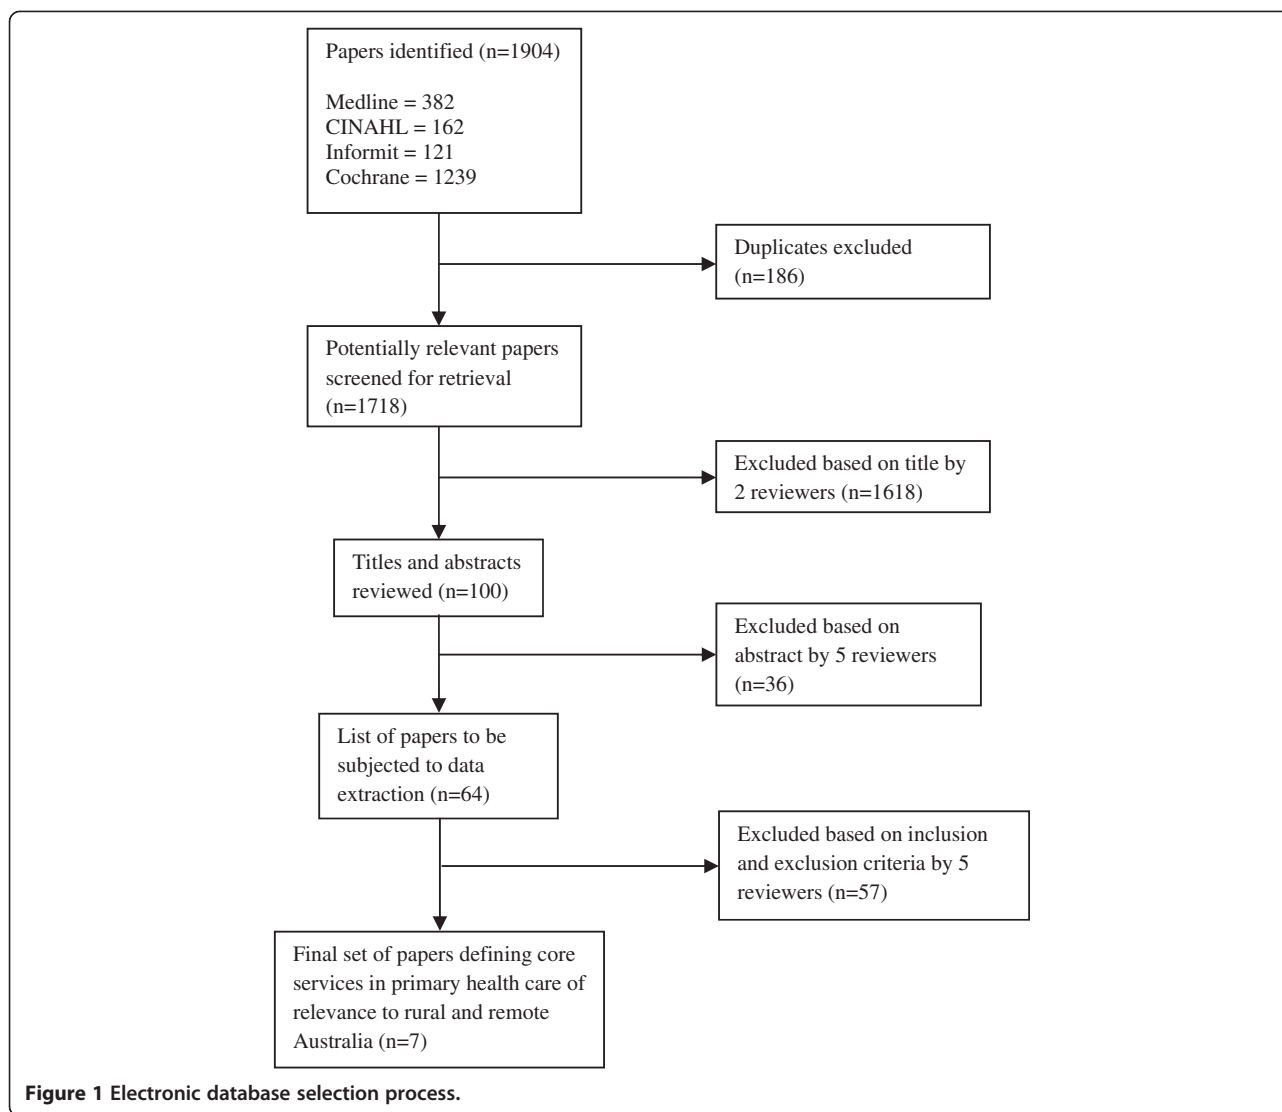 Papers identified (n=1904)
Medline = 382
CINAHL = 162
Informit = 121
Cochrane = 1239
Duplicates excluded
(n=186)
Potentially relevant papers
screened for retrieval
(n=1718)
Excluded based on title by
2 reviewers (n=1618)
Titles and abstracts
reviewed (n=100)
Excluded based on
abstract by 5 reviewers
(n=36)
List of papers to be
subjected to data
extraction (n=64)
Excluded based on inclusion
and exclusion criteria by 5
reviewers (n=57)
Final set of papers defining core
services in primary health care of
relevance to rural and remote
Australia (n=7)
Figure 1 Electronic database selection process.